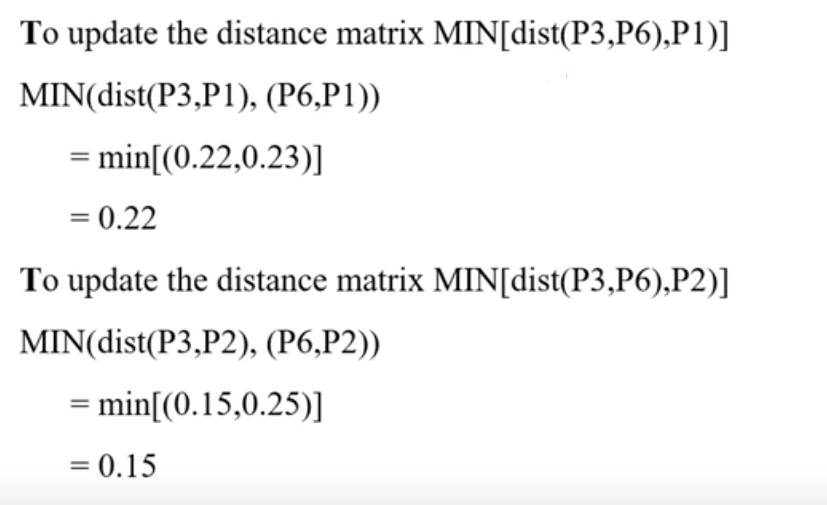 To update the distance matrix MIN[dist(P3,P6),P1)]
MIN(dist(P3,P1), (P6,P1))
= min[(0.22,0.23)]
= 0.22
To update the distance matrix MIN[dist(P3,P6),P2)]
MIN(dist(P3,P2), (P6,P2))
= min[(0.15,0.25)]
= 0.15